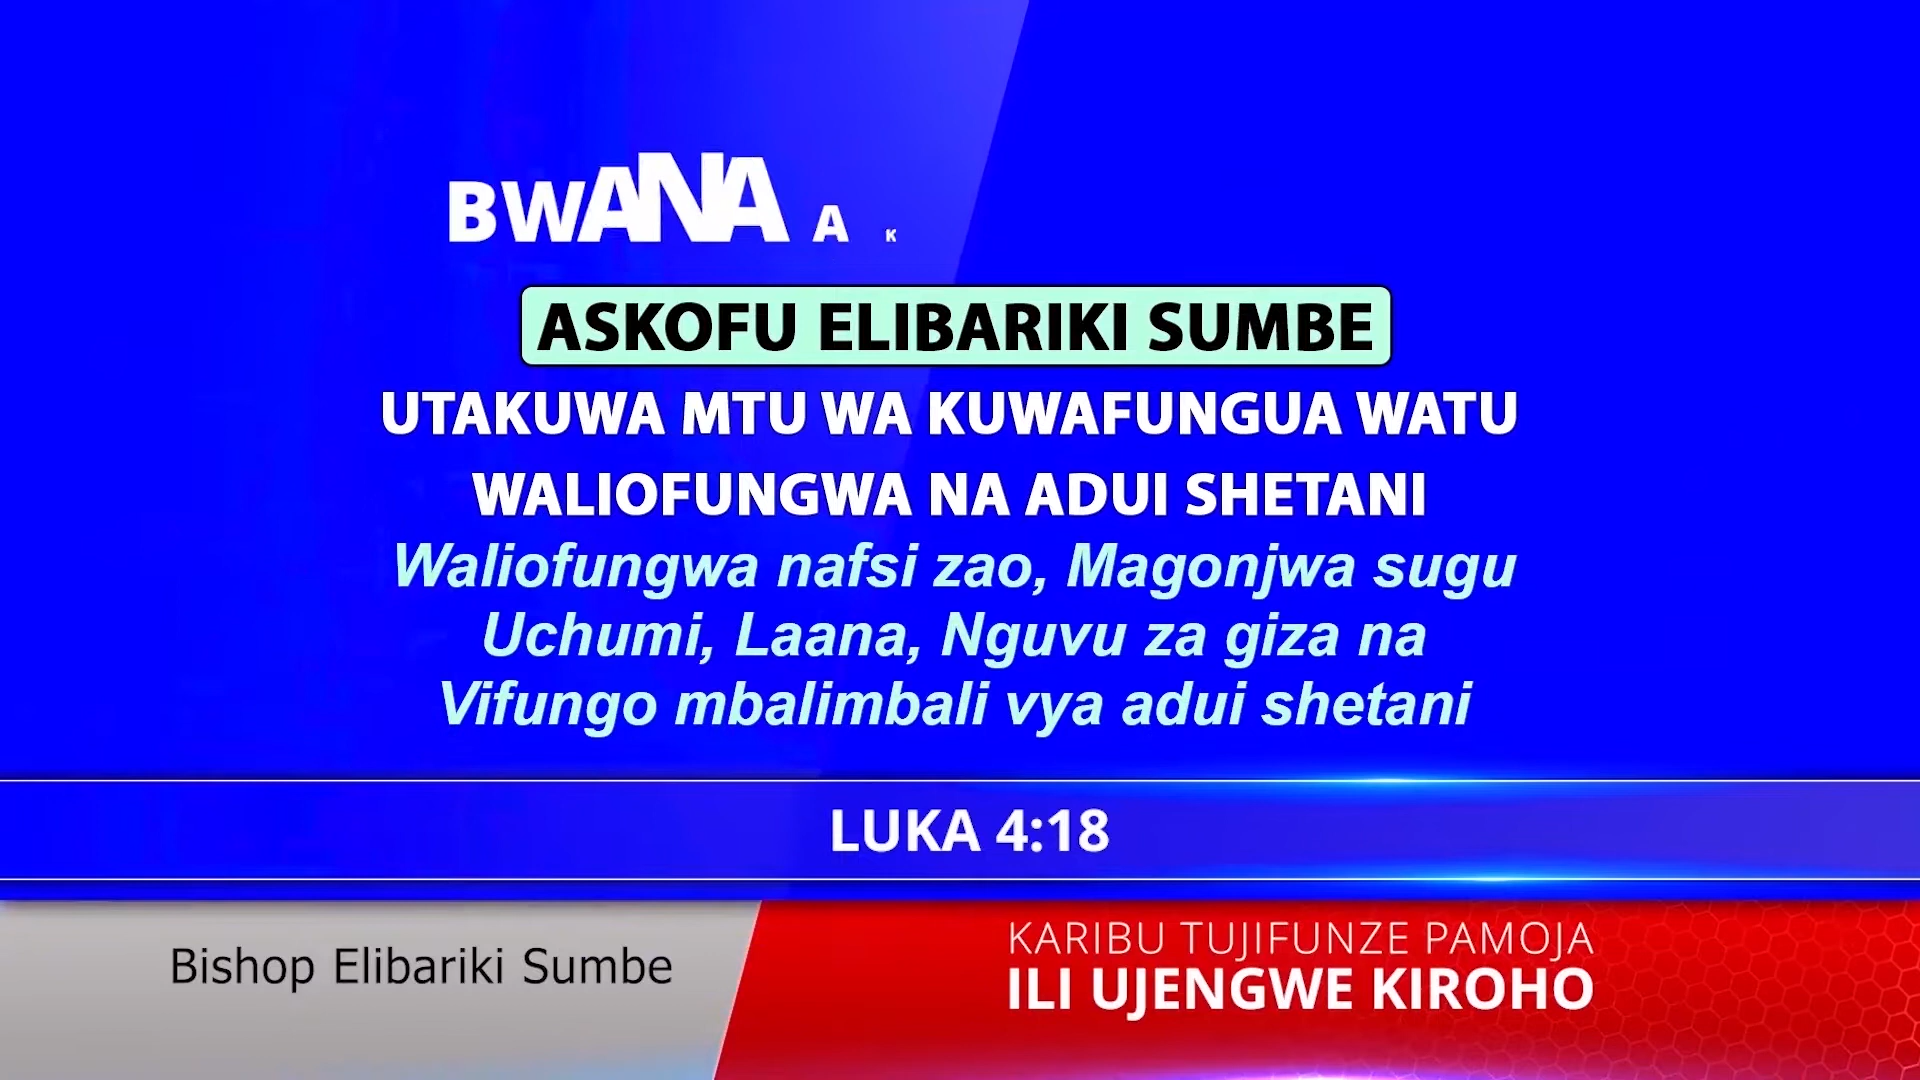 BWANA A K
ASKOFU ELIBARIKI SUMBE
UTAKUWA MTU WA KUWAFUNGUA WATU
WALIOFUNGWA NA ADUI SHETANI
Waliofungwa nafsi zao, Magonjwa sugu
Uchumi, Laana, Nguvu za giza na
Vifungo mbalimbali vya adui shetani
LUKA 4:18
Bishop Elibariki Sumbe
KARIBU TUJIFUNZE PAMOJA
ILI UJENGWE KIROHO